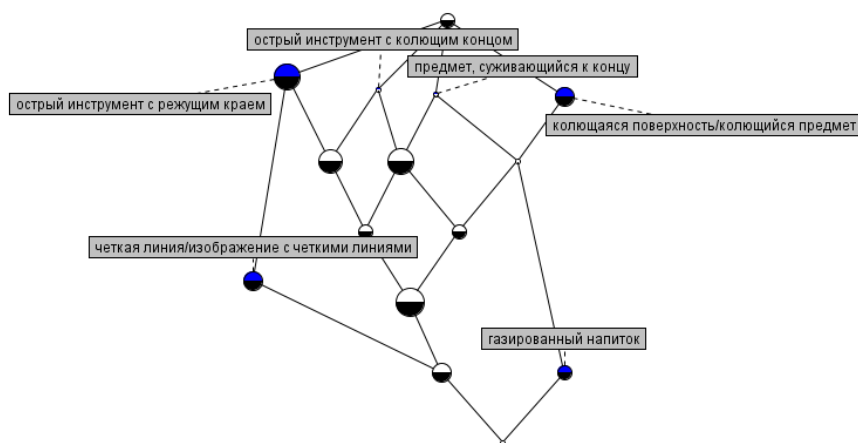 острый инструмент с колющим концом
предмет, суживающийся к концу
острый инструмент с режущим краем
колющаяся поверхность/колющийся предмет
четкая линия/изображение с четкими линиями
газированный напиток